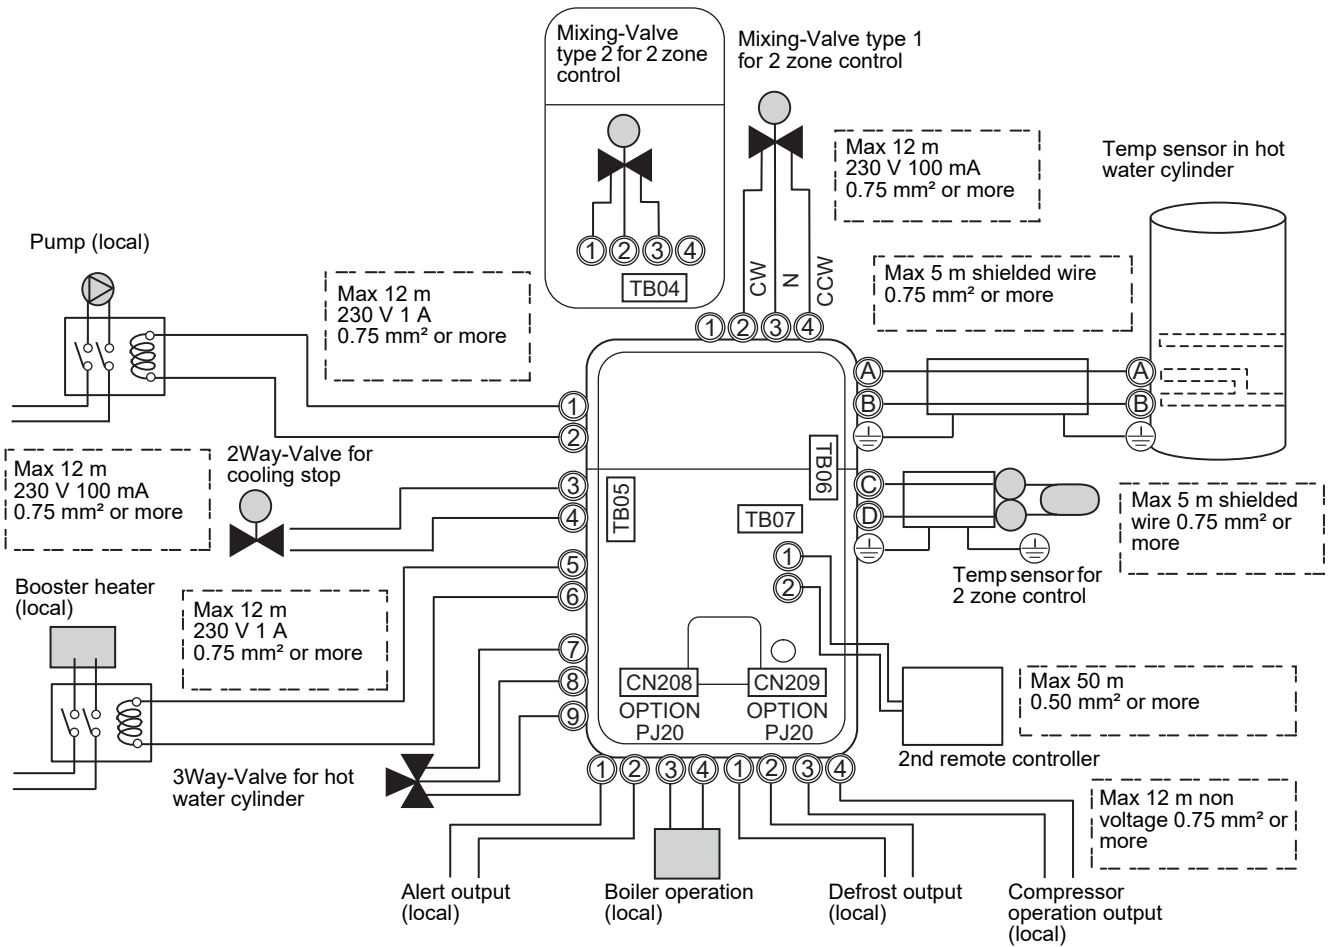 Mixing-Valve
type 2 for 2 zone
control
① ② ③ ④
TB04
Mixing-Valve type 1
for 2 zone control
Max 12 m
230 V 100 mA
0.75 mm² or more
CW
N
CCW
① ② ③ ④
Temp sensor in hot
water cylinder
Max 5 m shielded wire
0.75 mm² or more
Pump (local)
Max 12 m
230 V 1 A
0.75 mm² or more
①
②
Ⓐ Ⓐ
Ⓑ Ⓑ
2Way-Valve for
cooling stop
Max 12 m
230 V 100 mA
0.75 mm² or more
③
④
TB05
TB06
TB07
①
②
Ⓒ
Ⓓ
Temp sensor for
2 zone control
Max 5 m shielded
wire 0.75 mm² or
more
Booster heater
(local)
Max 12 m
230 V 1 A
0.75 mm² or more
⑤
⑥
⑦
⑧
⑨
3Way-Valve for hot
water cylinder
CN208
OPTION
PJ20
CN209
OPTION
PJ20
2nd remote controller
Max 50 m
0.50 mm² or more
① ② ③ ④ ① ② ③ ④
Max 12 m non
voltage 0.75 mm² or
more
Alert output
(local)
Boiler operation
(local)
Defrost output
(local)
Compressor
operation output
(local)